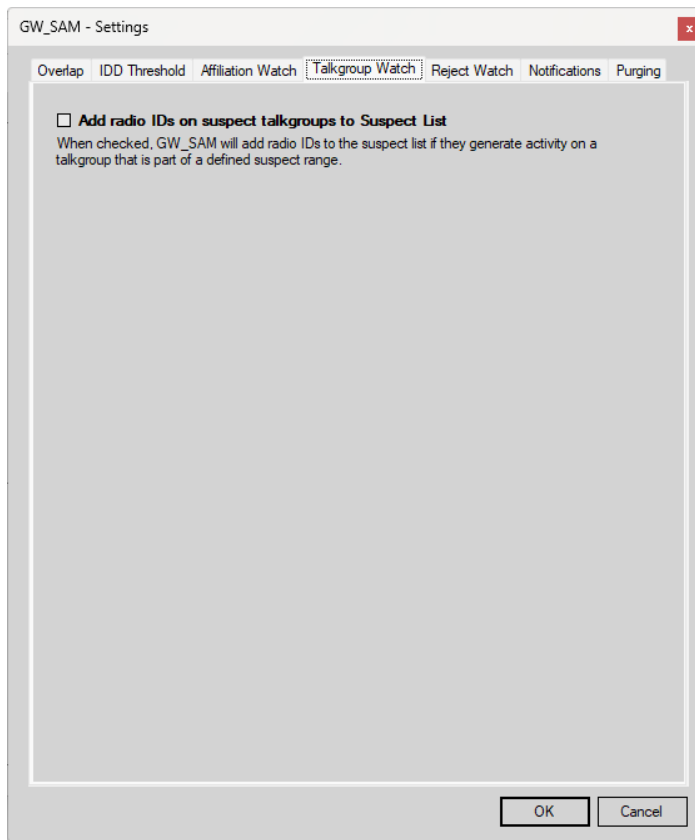 GW_SAM - Settings
x
Overlap IDD Threshold Affiliation Watch Talkgroup Watch Reject Watch Notifications Purging
Add radio IDs on suspect talkgroups to Suspect List
When checked, GW_SAM will add radio IDs to the suspect list if they generate activity on a
talkgroup that is part of a defined suspect range.
OK Cancel